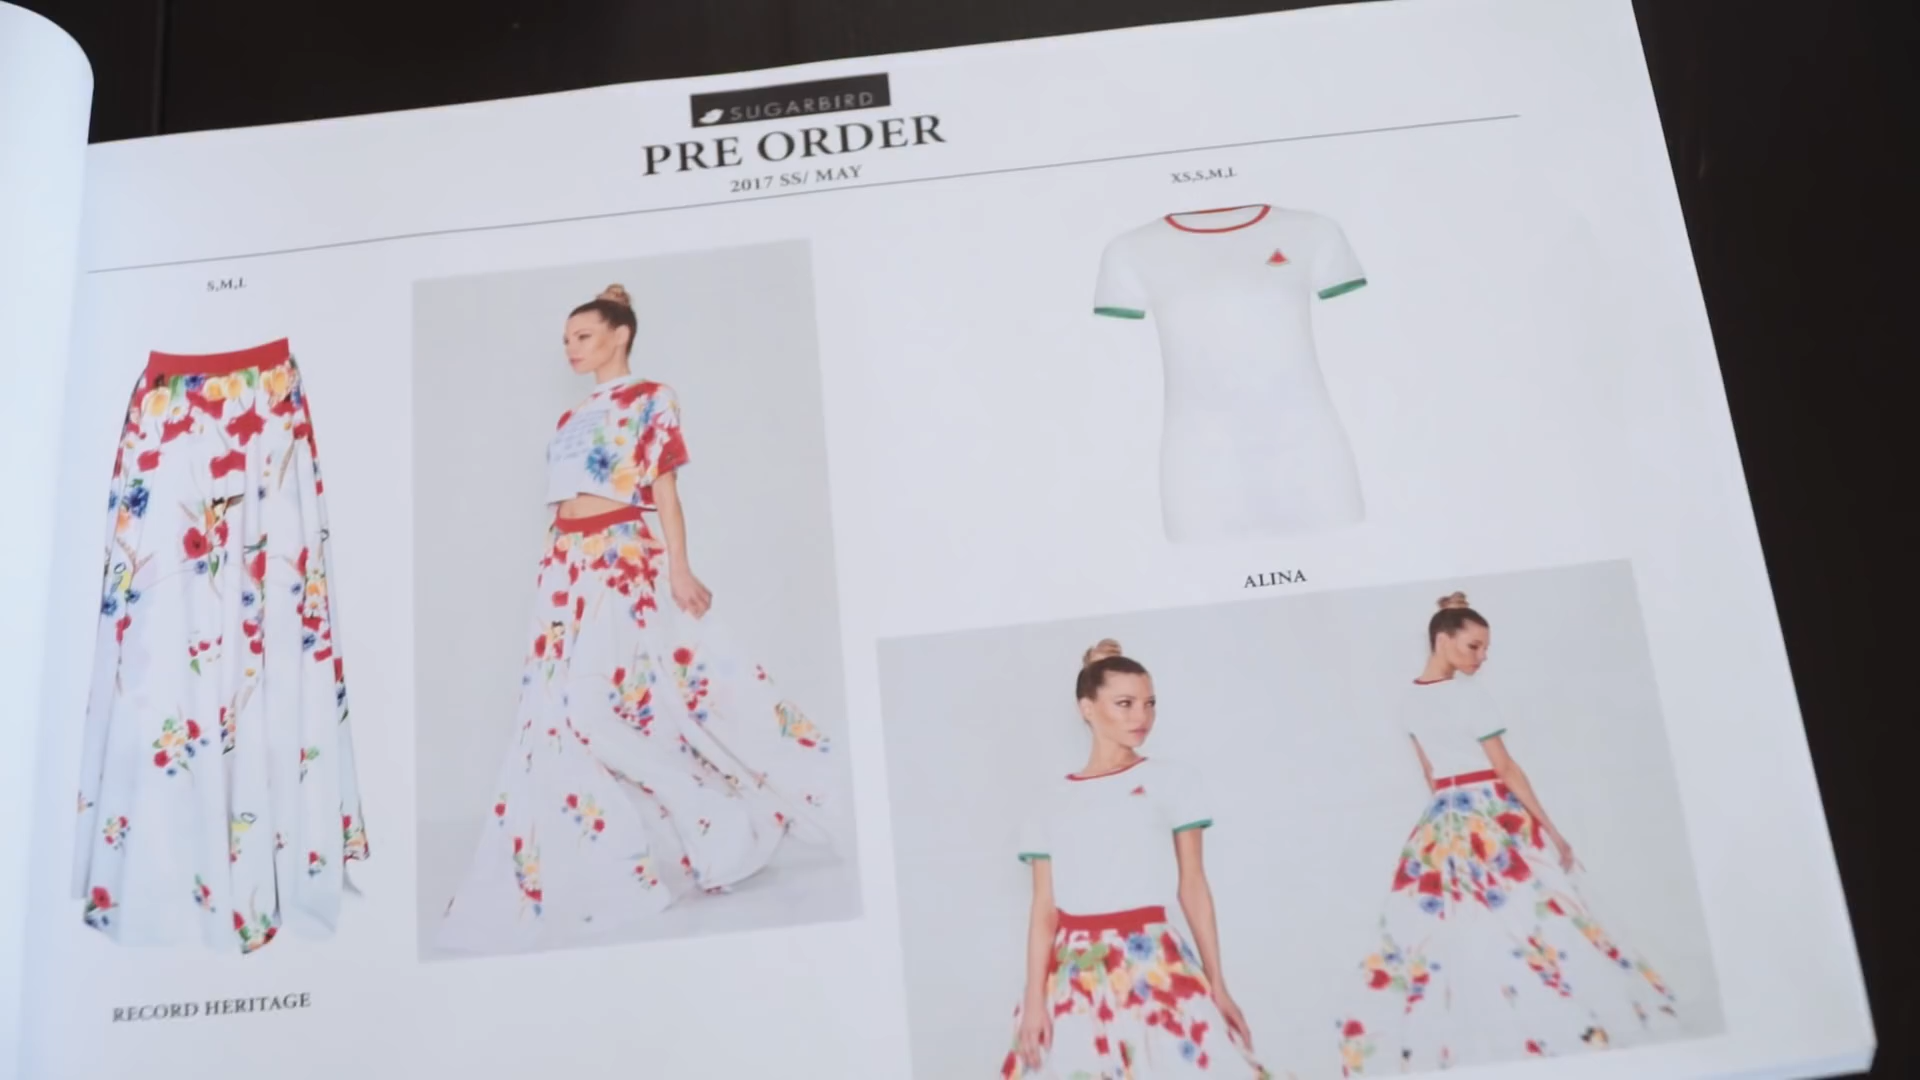 SUGARBIRD
PRE ORDER
2017 SS/ MAY
S,M,L
XS,S,M,L
ALINA
RECORD HERITAGE